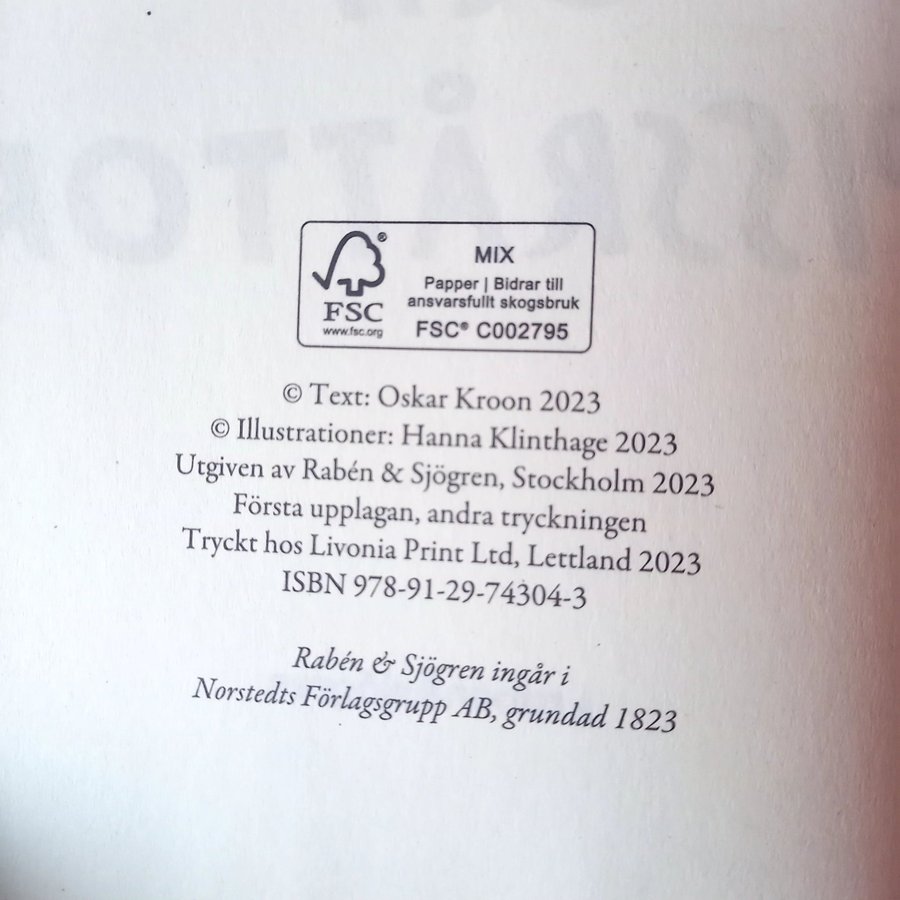 FSC
www.fsc.org
MIX
Papper | Bidrar till
ansvarsfullt skogsbruk
FSC® C002795
© Text: Oskar Kroon 2023
© Illustrationer: Hanna Klinthage 2023
Utgiven av Rabén & Sjögren, Stockholm 2023
Första upplagan, andra tryckningen
Tryckt hos Livonia Print Ltd, Lettland 2023
ISBN 978-91-29-74304-3
Rabén & Sjögren ingår i
Norstedts Förlagsgrupp AB, grundad 1823